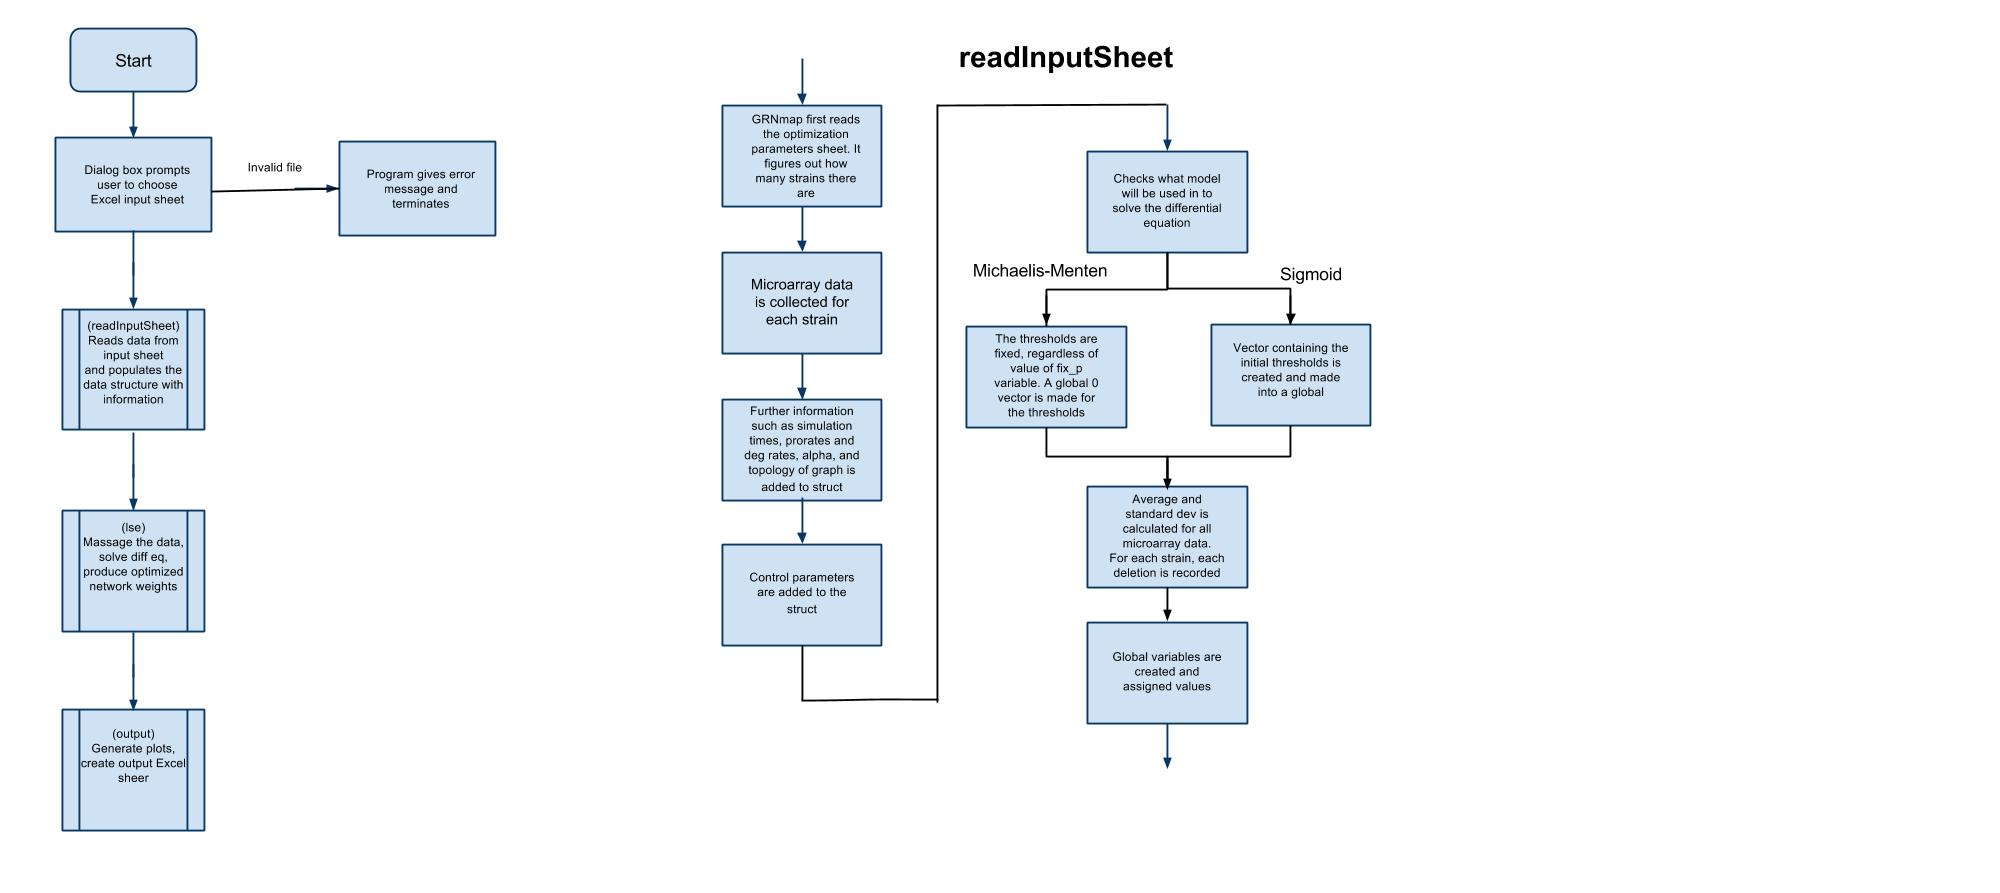 Start
Dialog box prompts
user to choose
Excel input sheet
Invalid file
Program gives error
message and
terminates
(readInputSheet)
Reads data from
input sheet
and populates the
data structure with
information
(lse)
Massage the data,
solve diff eq,
produce optimized
network weights
(output)
Generate plots,
create output Excel
sheer
readInputSheet
GRNmap first reads
the optimization
parameters sheet. It
figures out how
many strains there
are
Microarray data
is collected for
each strain
Further information
such as simulation
times, prorates and
deg rates, alpha, and
topology of graph is
added to struct
Control parameters
are added to the
struct
Checks what model
will be used in to
solve the differential
equation
Michaelis-Menten
Sigmoid
The thresholds are
fixed, regardless of
value of fix_p
variable. A global 0
vector is made for
the thresholds
Vector containing the
initial thresholds is
created and made
into a global
Average and
standard dev is
calculated for all
microarray data.
For each strain, each
deletion is recorded
Global variables are
created and
assigned values